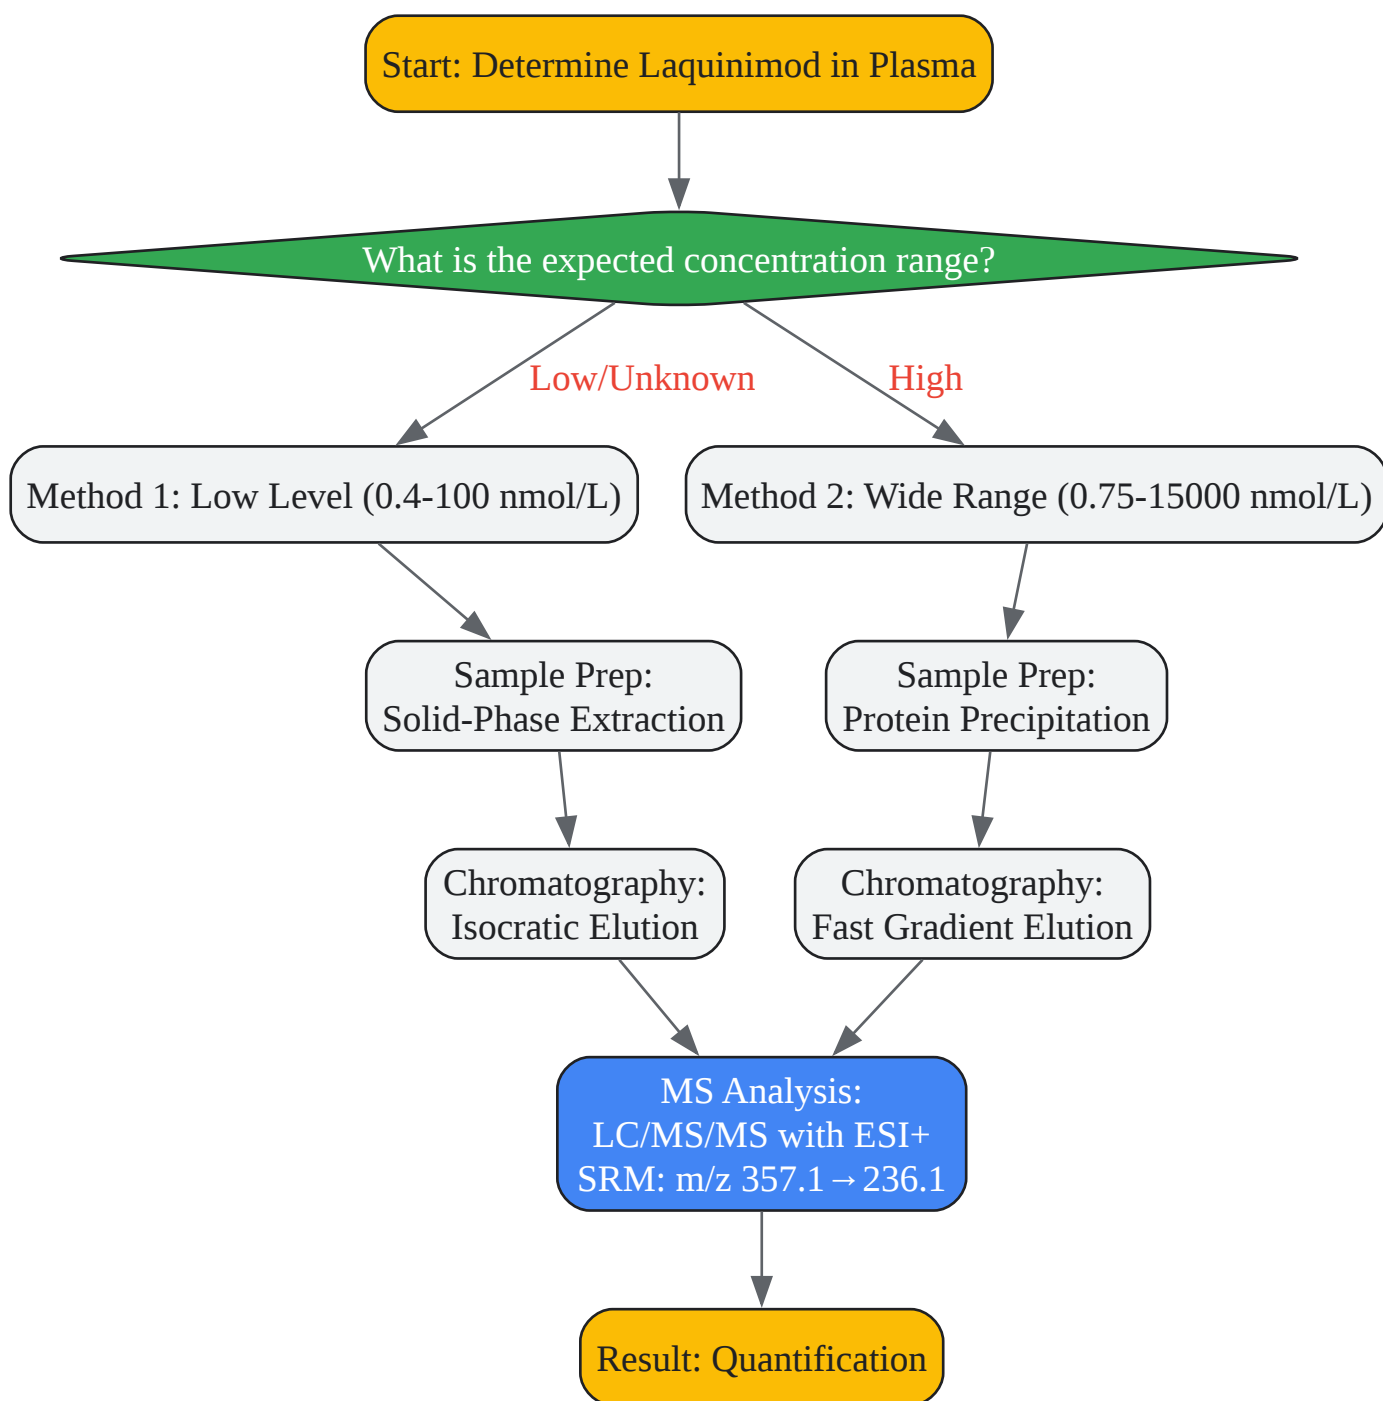 Start: Determine Laquinimod in Plasma
What is the expected concentration range?
Low/Unknown
High
Method 1: Low Level (0.4-100 nmol/L)
Method 2: Wide Range (0.75-15000 nmol/L)
Sample Prep:
Solid-Phase Extraction
Sample Prep:
Protein Precipitation
Chromatography:
Isocratic Elution
Chromatography:
Fast Gradient Elution
MS Analysis:
LC/MS/MS with ESI+
SRM: m/z 357.1→236.1
Result: Quantification